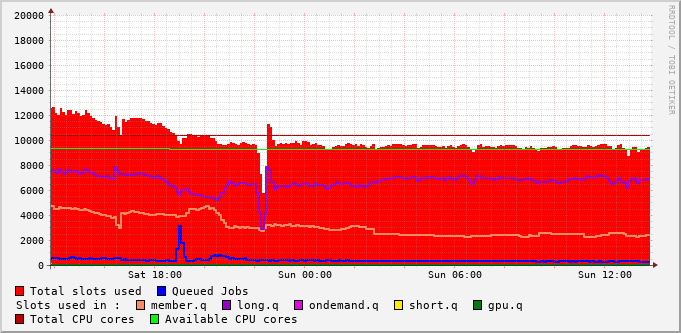 20000
18000
16000
14000
12000
10000
8000
6000
4000
2000
0
Sat 18:00 Sun 00:00 Sun 06:00 Sun 12:00
Total slots used Queued Jobs
Slots used in : member.q long.q ondemand.q short.q gpu.q
Total CPU cores Available CPU cores
RRDTOOL / TOBI OETIKER